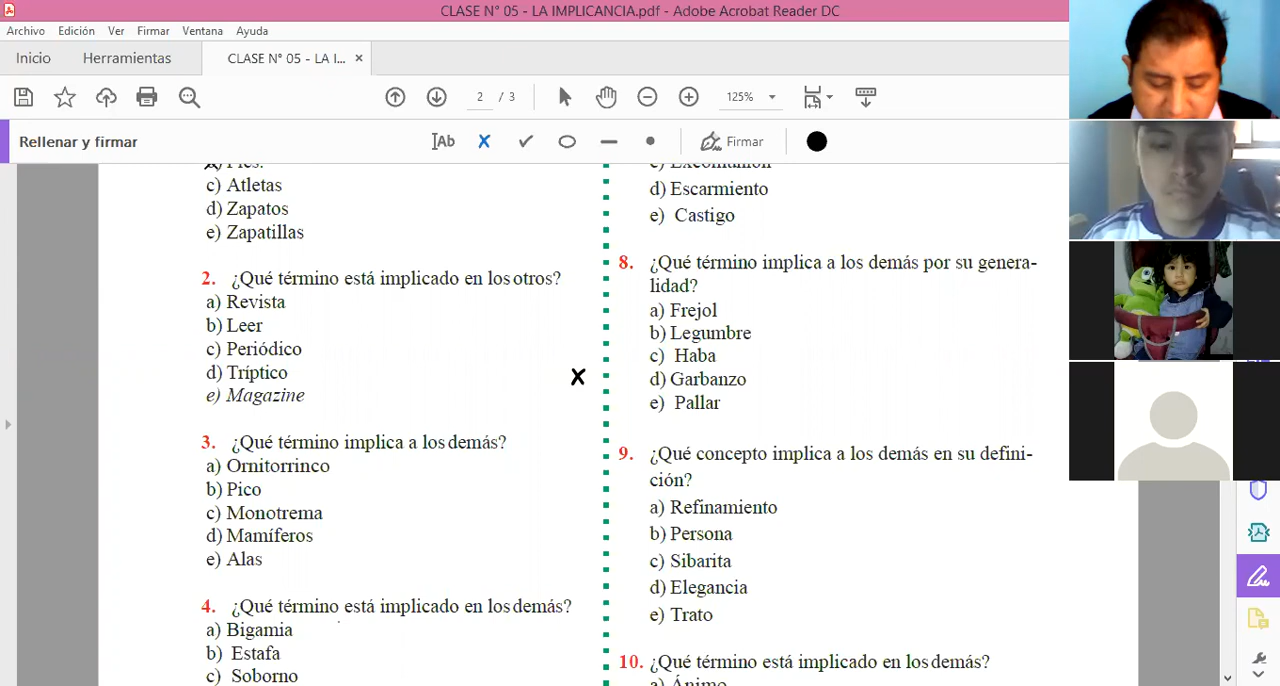 CLASE N° 05 - LA IMPLICANCIA.pdf - Adobe Acrobat Reader DC
Archivo Edición Ver Firmar Ventana Ayuda
Inicio Herramientas CLASE N° 05 - LA I... ×
2 / 3 125%
Rellenar y firmar Ab Firmar
c) Atletas
d) Zapatos
e) Zapatillas
2. ¿Qué término está implicado en los otros?
a) Revista
b) Leer
c) Periódico
d) Tríptico
e) Magazine
3. ¿Qué término implica a los demás?
a) Ornitorrinco
b) Pico
c) Monotrema
d) Mamíferos
e) Alas
4. ¿Qué término está implicado en los demás?
a) Bigamia
b) Estafa
c) Soborno
d) Escarmiento
e) Castigo
8. ¿Qué término implica a los demás por su genera-
lidad?
a) Frejol
b) Legumbre
c) Haba
d) Garbanzo
e) Pallar
9. ¿Qué concepto implica a los demás en su defini-
ción?
a) Refinamiento
b) Persona
c) Sibarita
d) Elegancia
e) Trato
10. ¿Qué término está implicado en los demás?
a) Ánimo